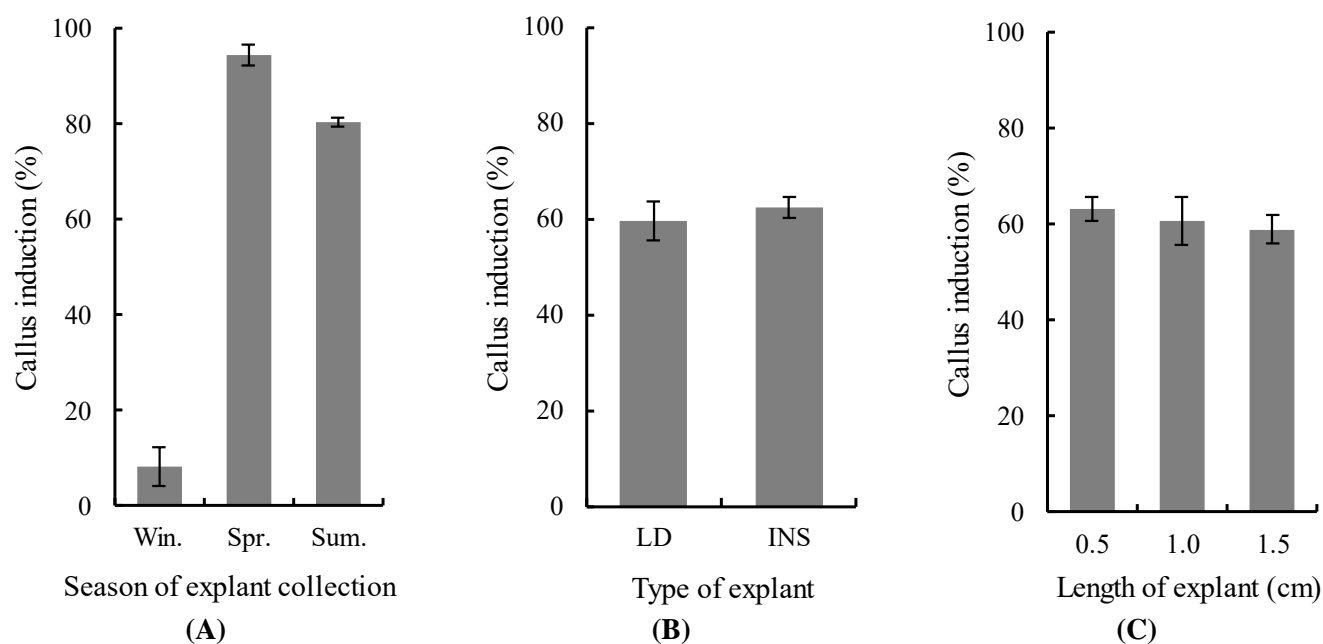 100
80
60
40
20
0
Callus induction (%)
Win. Spr. Sum.
Season of explant collection
(A)
100
80
60
40
20
0
Callus induction (%)
LD INS
Type of explant
(B)
100
80
60
40
20
0
Callus induction (%)
0.5 1.0 1.5
Length of explant (cm)
(C)